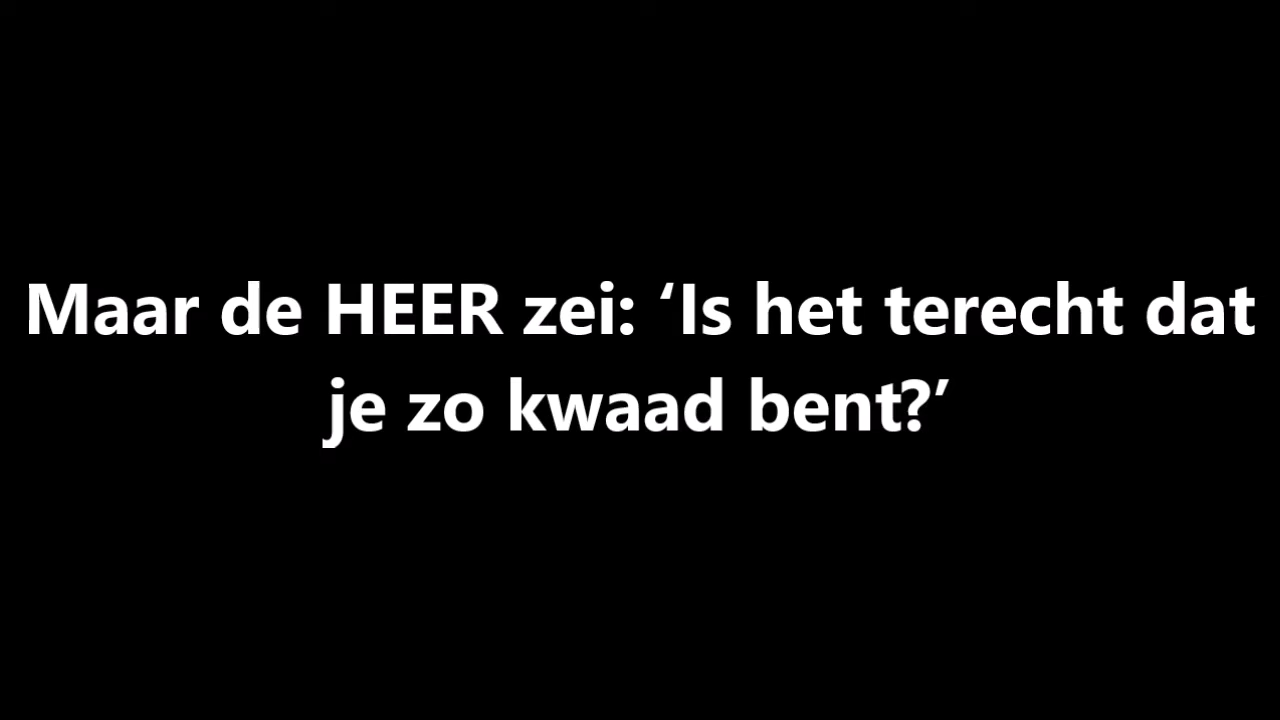 Maar de HEER zei: ‘Is het terecht dat
je zo kwaad bent?’